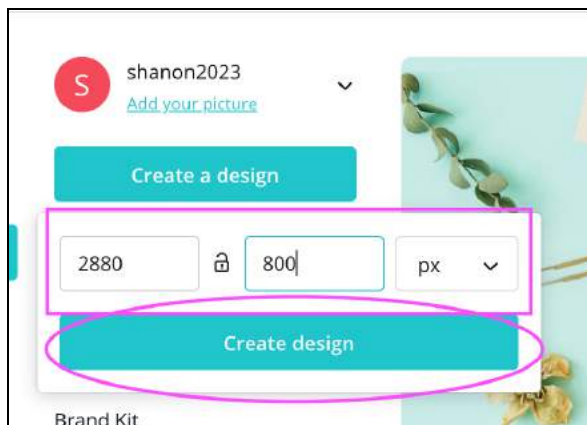 S
shanon2023
Add your picture
Create a design
2880
800
px
Create design
Brand Kit